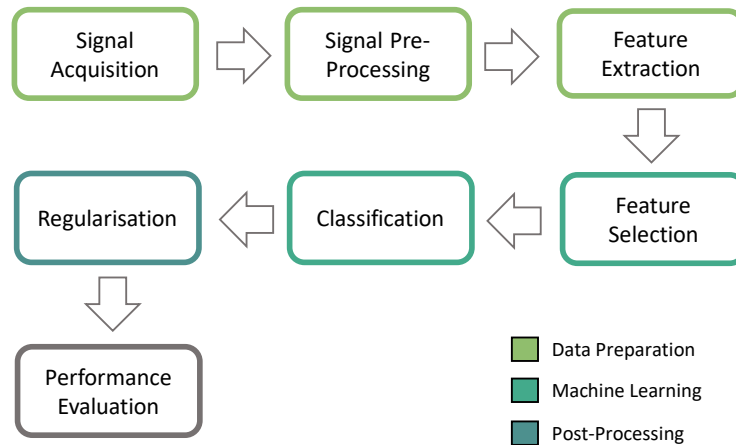 Signal
Acquisition
Signal Pre-
Processing
Feature
Extraction
Regularisation
Classification
Feature
Selection
Performance
Evaluation
Data Preparation
Machine Learning
Post-Processing